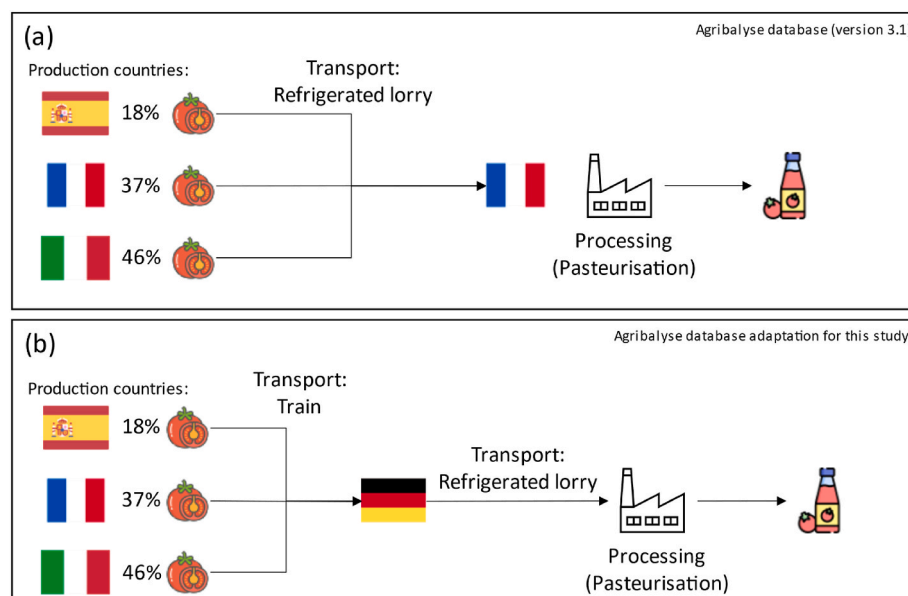 (a)
Agribalyse database (version 3.1
Production countries:
Transport:
Refrigerated lorry
18%
37%
46%
Processing
(Pasteurisation)
(b)
Agribalyse database adaptation for this study
Production countries:
Transport:
Train
18%
Transport:
Refrigerated lorry
37%
46%
Processing
(Pasteurisation)